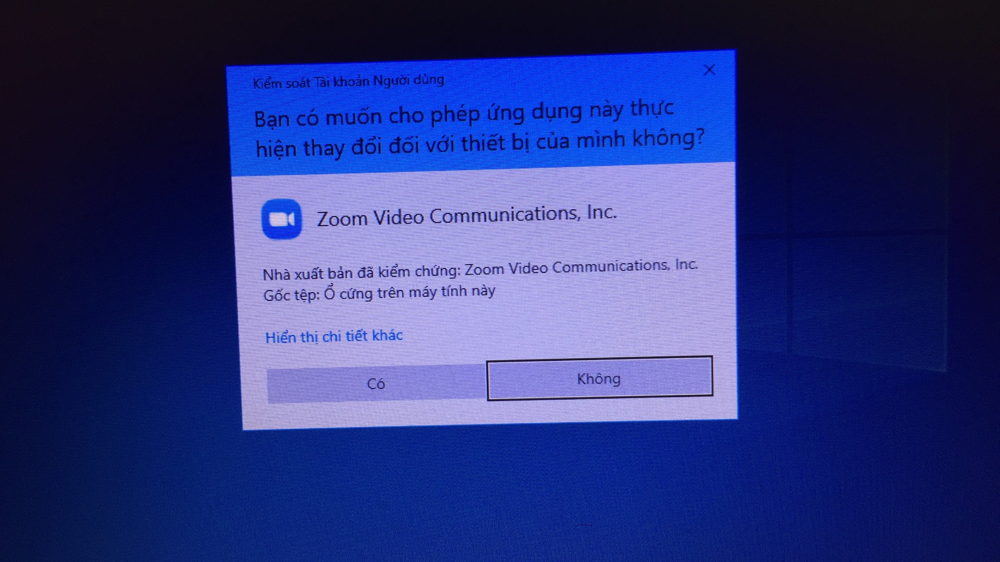 Kiểm soát Tài khoản Người dùng
Bạn có muốn cho phép ứng dụng này thực
hiện thay đổi đối với thiết bị của mình không?
Zoom Video Communications, Inc.
Nhà xuất bản đã kiểm chứng: Zoom Video Communications, Inc.
Gốc tệp: Ổ cứng trên máy tính này
Hiển thị chi tiết khác
Có
Không